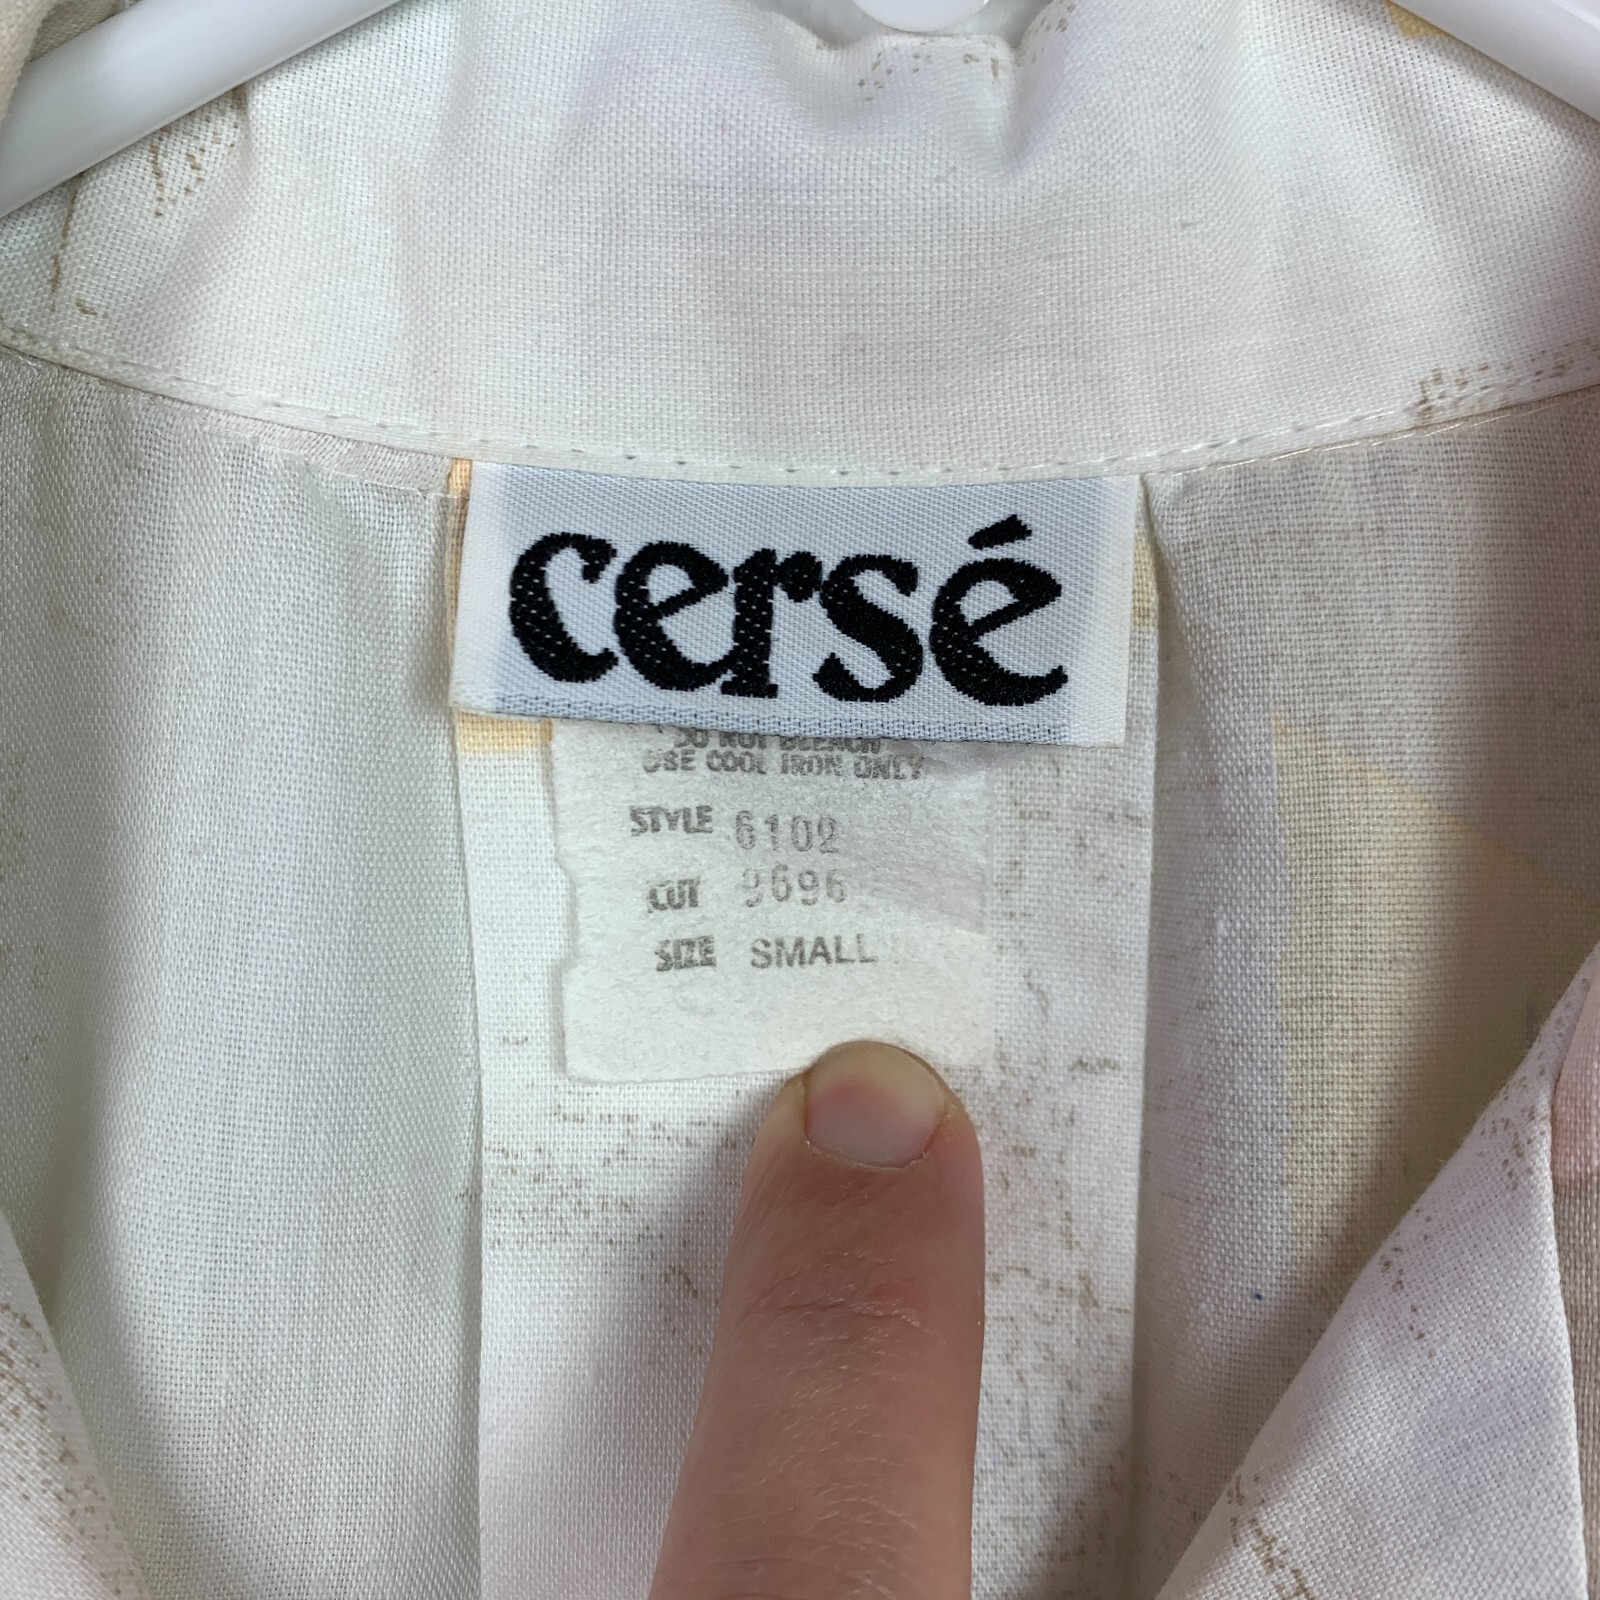 cersé
DO NOT BLEACH
USE COOL IRON ONLY
STYLE 6102
CUT 9696
SIZE SMALL